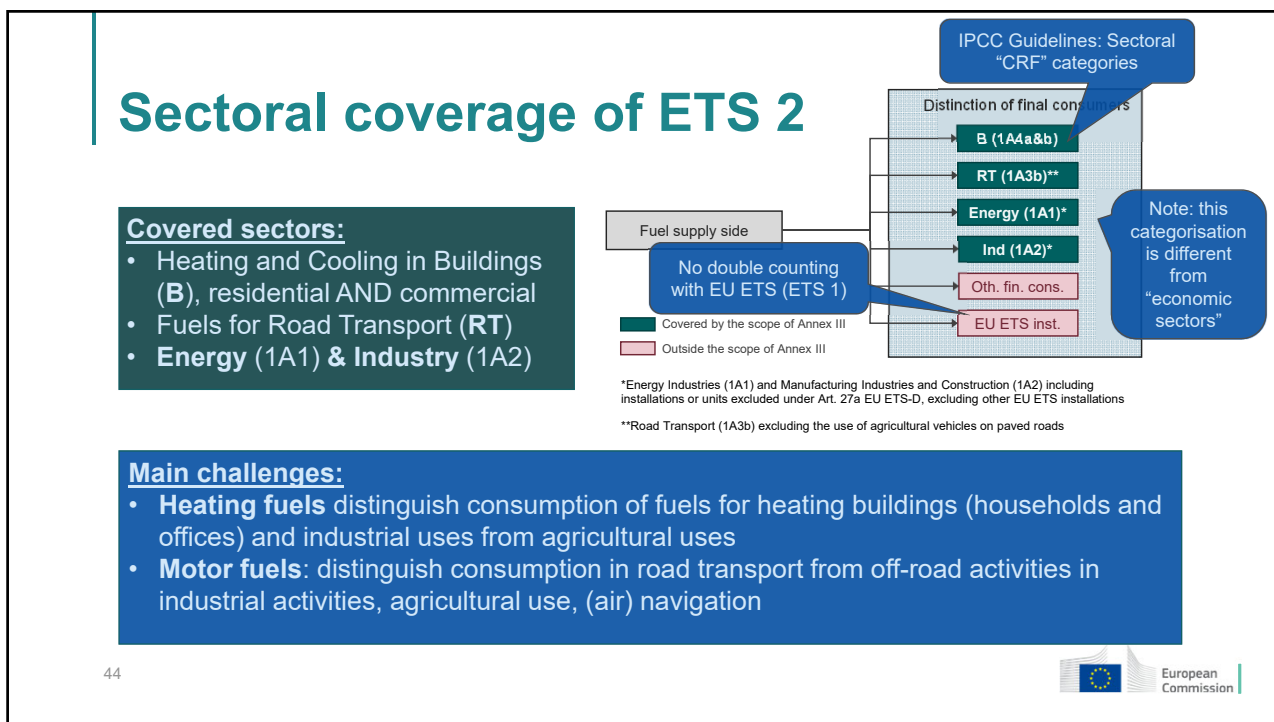 IPCC Guidelines: Sectoral
“CRF” categories
Sectoral coverage of ETS 2
Distinction of final consumers
B (1A4a&b)
RT (1A3b)**
Energy (1A1)*
Ind (1A2)*
Oth. fin. cons.
EU ETS inst.
Fuel supply side
No double counting
with EU ETS (ETS 1)
Note: this
categorisation
is different
from
“economic
sectors”
Covered by the scope of Annex III
Outside the scope of Annex III
Covered sectors:
• Heating and Cooling in Buildings
(B), residential AND commercial
• Fuels for Road Transport (RT)
• Energy (1A1) & Industry (1A2)
*Energy Industries (1A1) and Manufacturing Industries and Construction (1A2) including
installations or units excluded under Art. 27a EU ETS-D, excluding other EU ETS installations
**Road Transport (1A3b) excluding the use of agricultural vehicles on paved roads
Main challenges:
• Heating fuels distinguish consumption of fuels for heating buildings (households and
offices) and industrial uses from agricultural uses
• Motor fuels: distinguish consumption in road transport from off-road activities in
industrial activities, agricultural use, (air) navigation
44
European
Commission